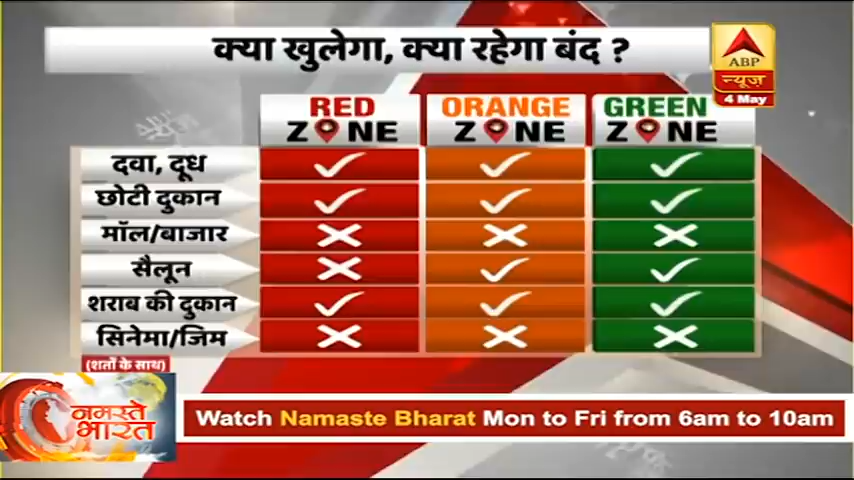 क्या खुलेगा, क्या रहेगा बंद ?
ABP
न्यूज़
4 May
RED ORANGE GREEN
ZONE ZONE ZONE
दवा, दूध
छोटी दुकान
मॉल/बाजार
सैलून
शराब की दुकान
सिनेमा/जिम
(शर्तों के साथ)
नमस्ते
भारत
Watch Namaste Bharat Mon to Fri from 6am to 10am